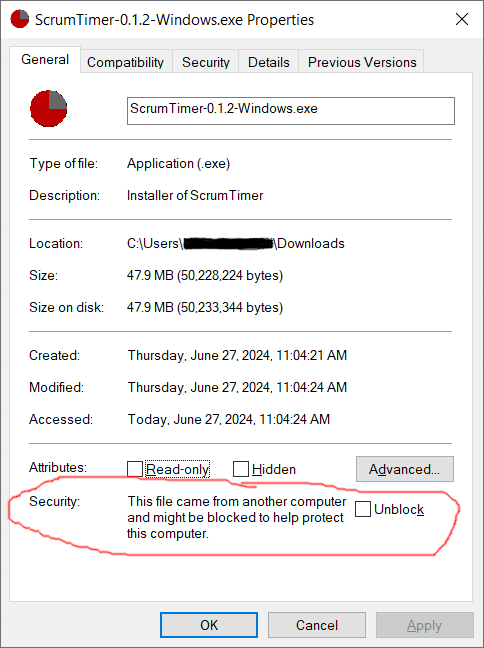 ScrumTimer-0.1.2-Windows.exe Properties
General Compatibility Security Details Previous Versions
ScrumTimer-0.1.2-Windows.exe
Type of file: Application (.exe)
Description: Installer of ScrumTimer
Location: C:\Users\ \Downloads
Size: 47.9 MB (50,228,224 bytes)
Size on disk: 47.9 MB (50,233,344 bytes)
Created: Thursday, June 27, 2024, 11:04:21 AM
Modified: Thursday, June 27, 2024, 11:04:24 AM
Accessed: Today, June 27, 2024, 11:04:24 AM
Attributes: Read-only Hidden Advanced...
Security: This file came from another computer
and might be blocked to help protect
this computer.
Unblock
OK Cancel Apply